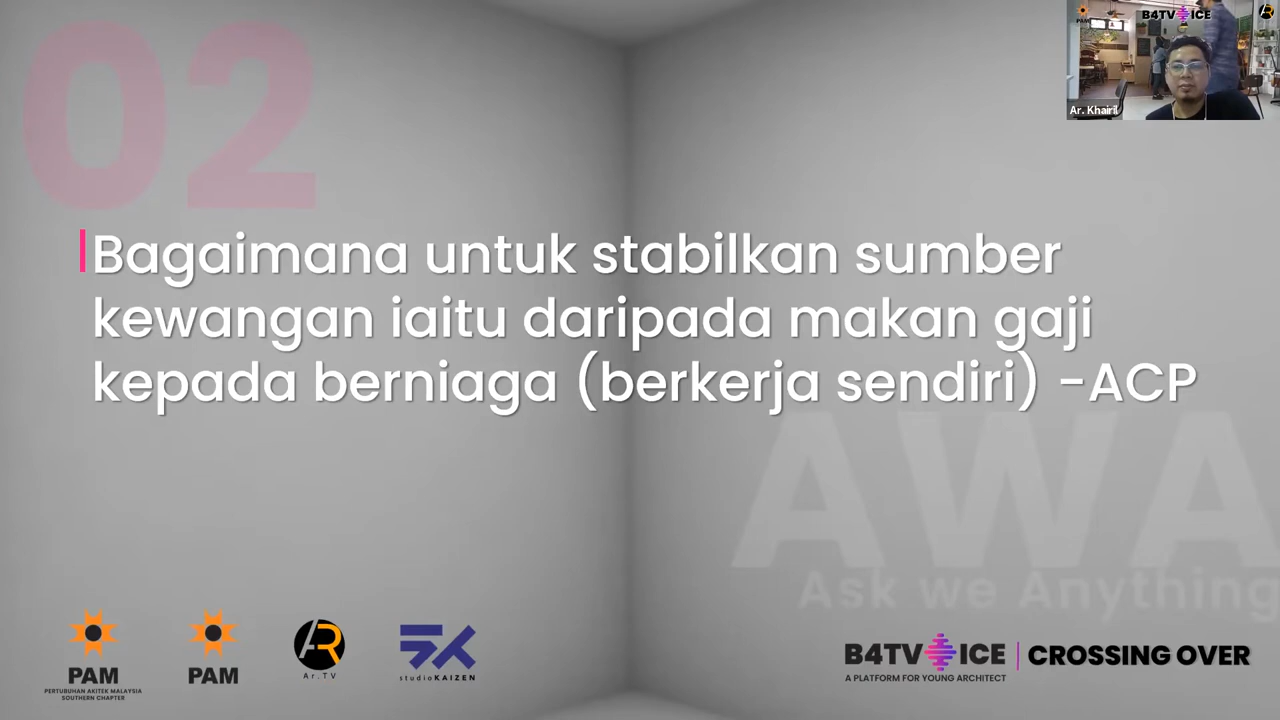 02
B4TV ICE
Ar. Khairil
Bagaimana untuk stabilkan sumber
kewangan iaitu daripada makan gaji
kepada berniaga (berkerja sendiri) -ACP
AWA
Ask we Anything
PAM
PERTUBUHAN AKITEK MALAYSIA
SOUTHERN CHAPTER
PAM
Ar.TV
studioKAIZEN
B4TV ICE
A PLATFORM FOR YOUNG ARCHITECT
CROSSING OVER